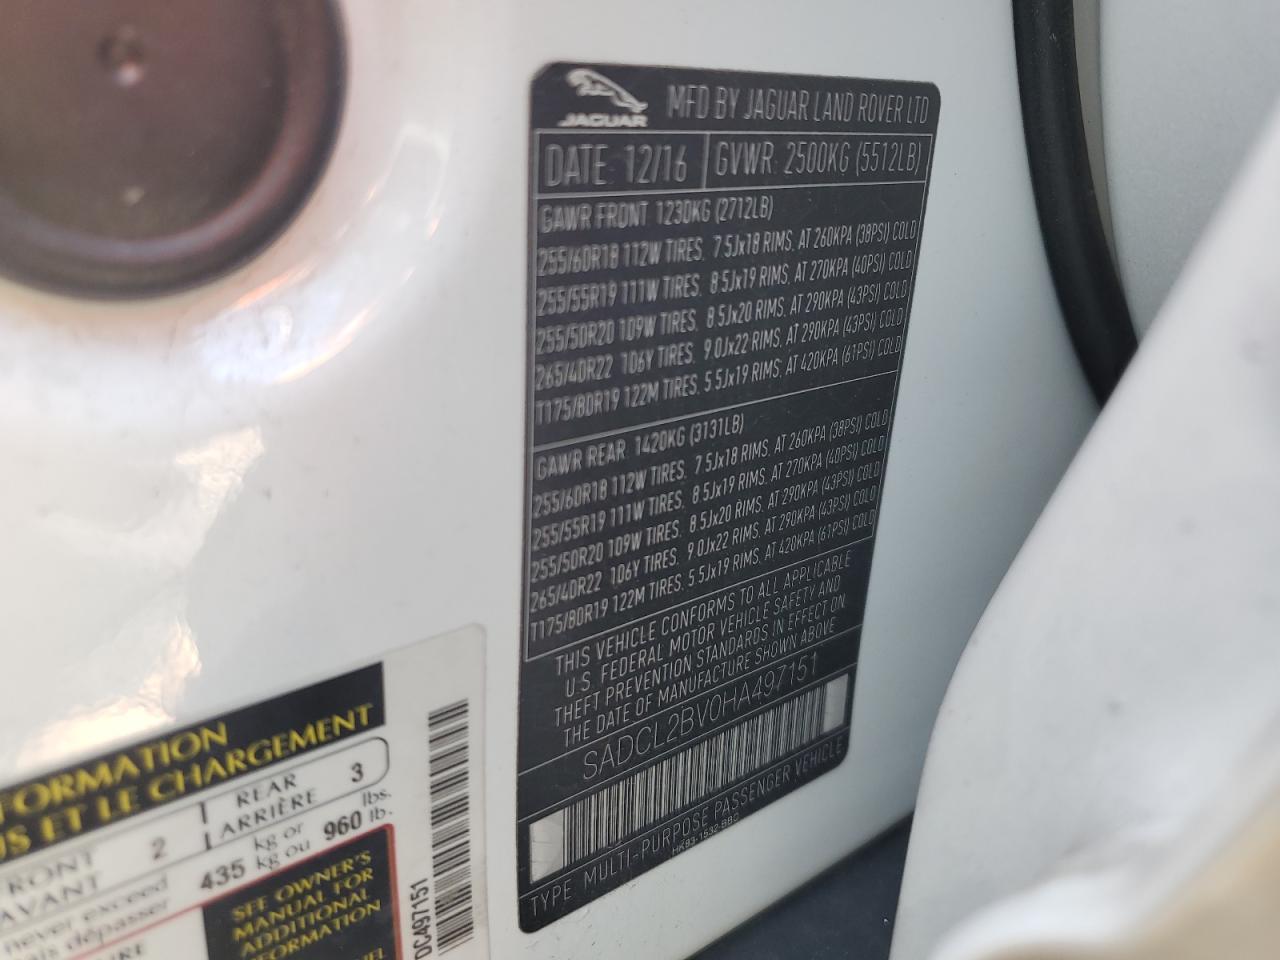 JAGUAR
MFD BY JAGUAR LAND ROVER LTD
DATE: 12/16
GVWR: 2500KG (5512LB)
GAWR FRONT 1230KG (2712LB)
255/60R18 112W TIRES, 7.5Jx18 RIMS, AT 260KPA (38PSI) COLD
255/55R19 111W TIRES, 8.5Jx19 RIMS, AT 270KPA (40PSI) COLD
255/50R20 109W TIRES, 8.5Jx20 RIMS, AT 290KPA (43PSI) COLD
265/40R22 106Y TIRES, 9.0Jx22 RIMS, AT 290KPA (43PSI) COLD
T175/80R19 122M TIRES, 5.5Jx19 RIMS, AT 420KPA (61PSI) COLD
GAWR REAR 1420KG (3131LB)
255/60R18 112W TIRES, 7.5Jx18 RIMS, AT 260KPA (38PSI) COLD
255/55R19 111W TIRES, 8.5Jx19 RIMS, AT 270KPA (40PSI) COLD
255/50R20 109W TIRES, 8.5Jx20 RIMS, AT 290KPA (43PSI) COLD
265/40R22 106Y TIRES, 9.0Jx22 RIMS, AT 290KPA (43PSI) COLD
T175/80R19 122M TIRES, 5.5Jx19 RIMS, AT 420KPA (61PSI) COLD
THIS VEHICLE CONFORMS TO ALL APPLICABLE
U.S. FEDERAL MOTOR VEHICLE SAFETY AND
THEFT PREVENTION STANDARDS IN EFFECT ON
THE DATE OF MANUFACTURE SHOWN ABOVE
SADCL2BV0HA497151
TYPE MULTI-PURPOSE PASSENGER VEHICLE
FORMATION
US ET LE CHARGEMENT
FRONT
AVANT
2
REAR
ARRIÈRE
3
never exceed
435 kg or 960 lbs.
kg ou lb.
dépasser
SEE OWNER'S
MANUAL FOR
ADDITIONAL
INFORMATION
DC497151